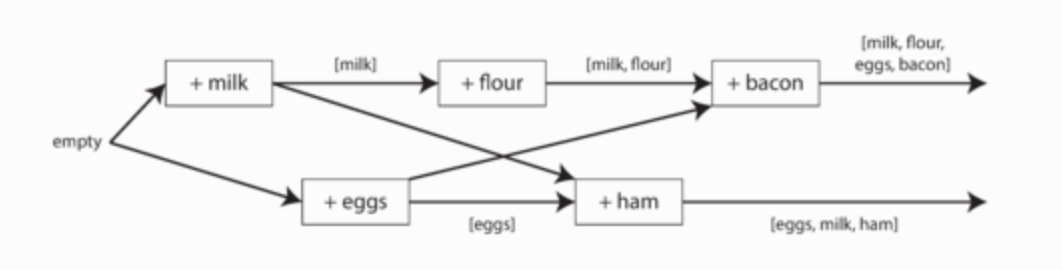 [milk, flour,
eggs, bacon]
[milk]
[milk, flour]
+ milk
+ flour
+ bacon
empty
+ eggs
+ ham
[eggs]
[eggs, milk, ham]